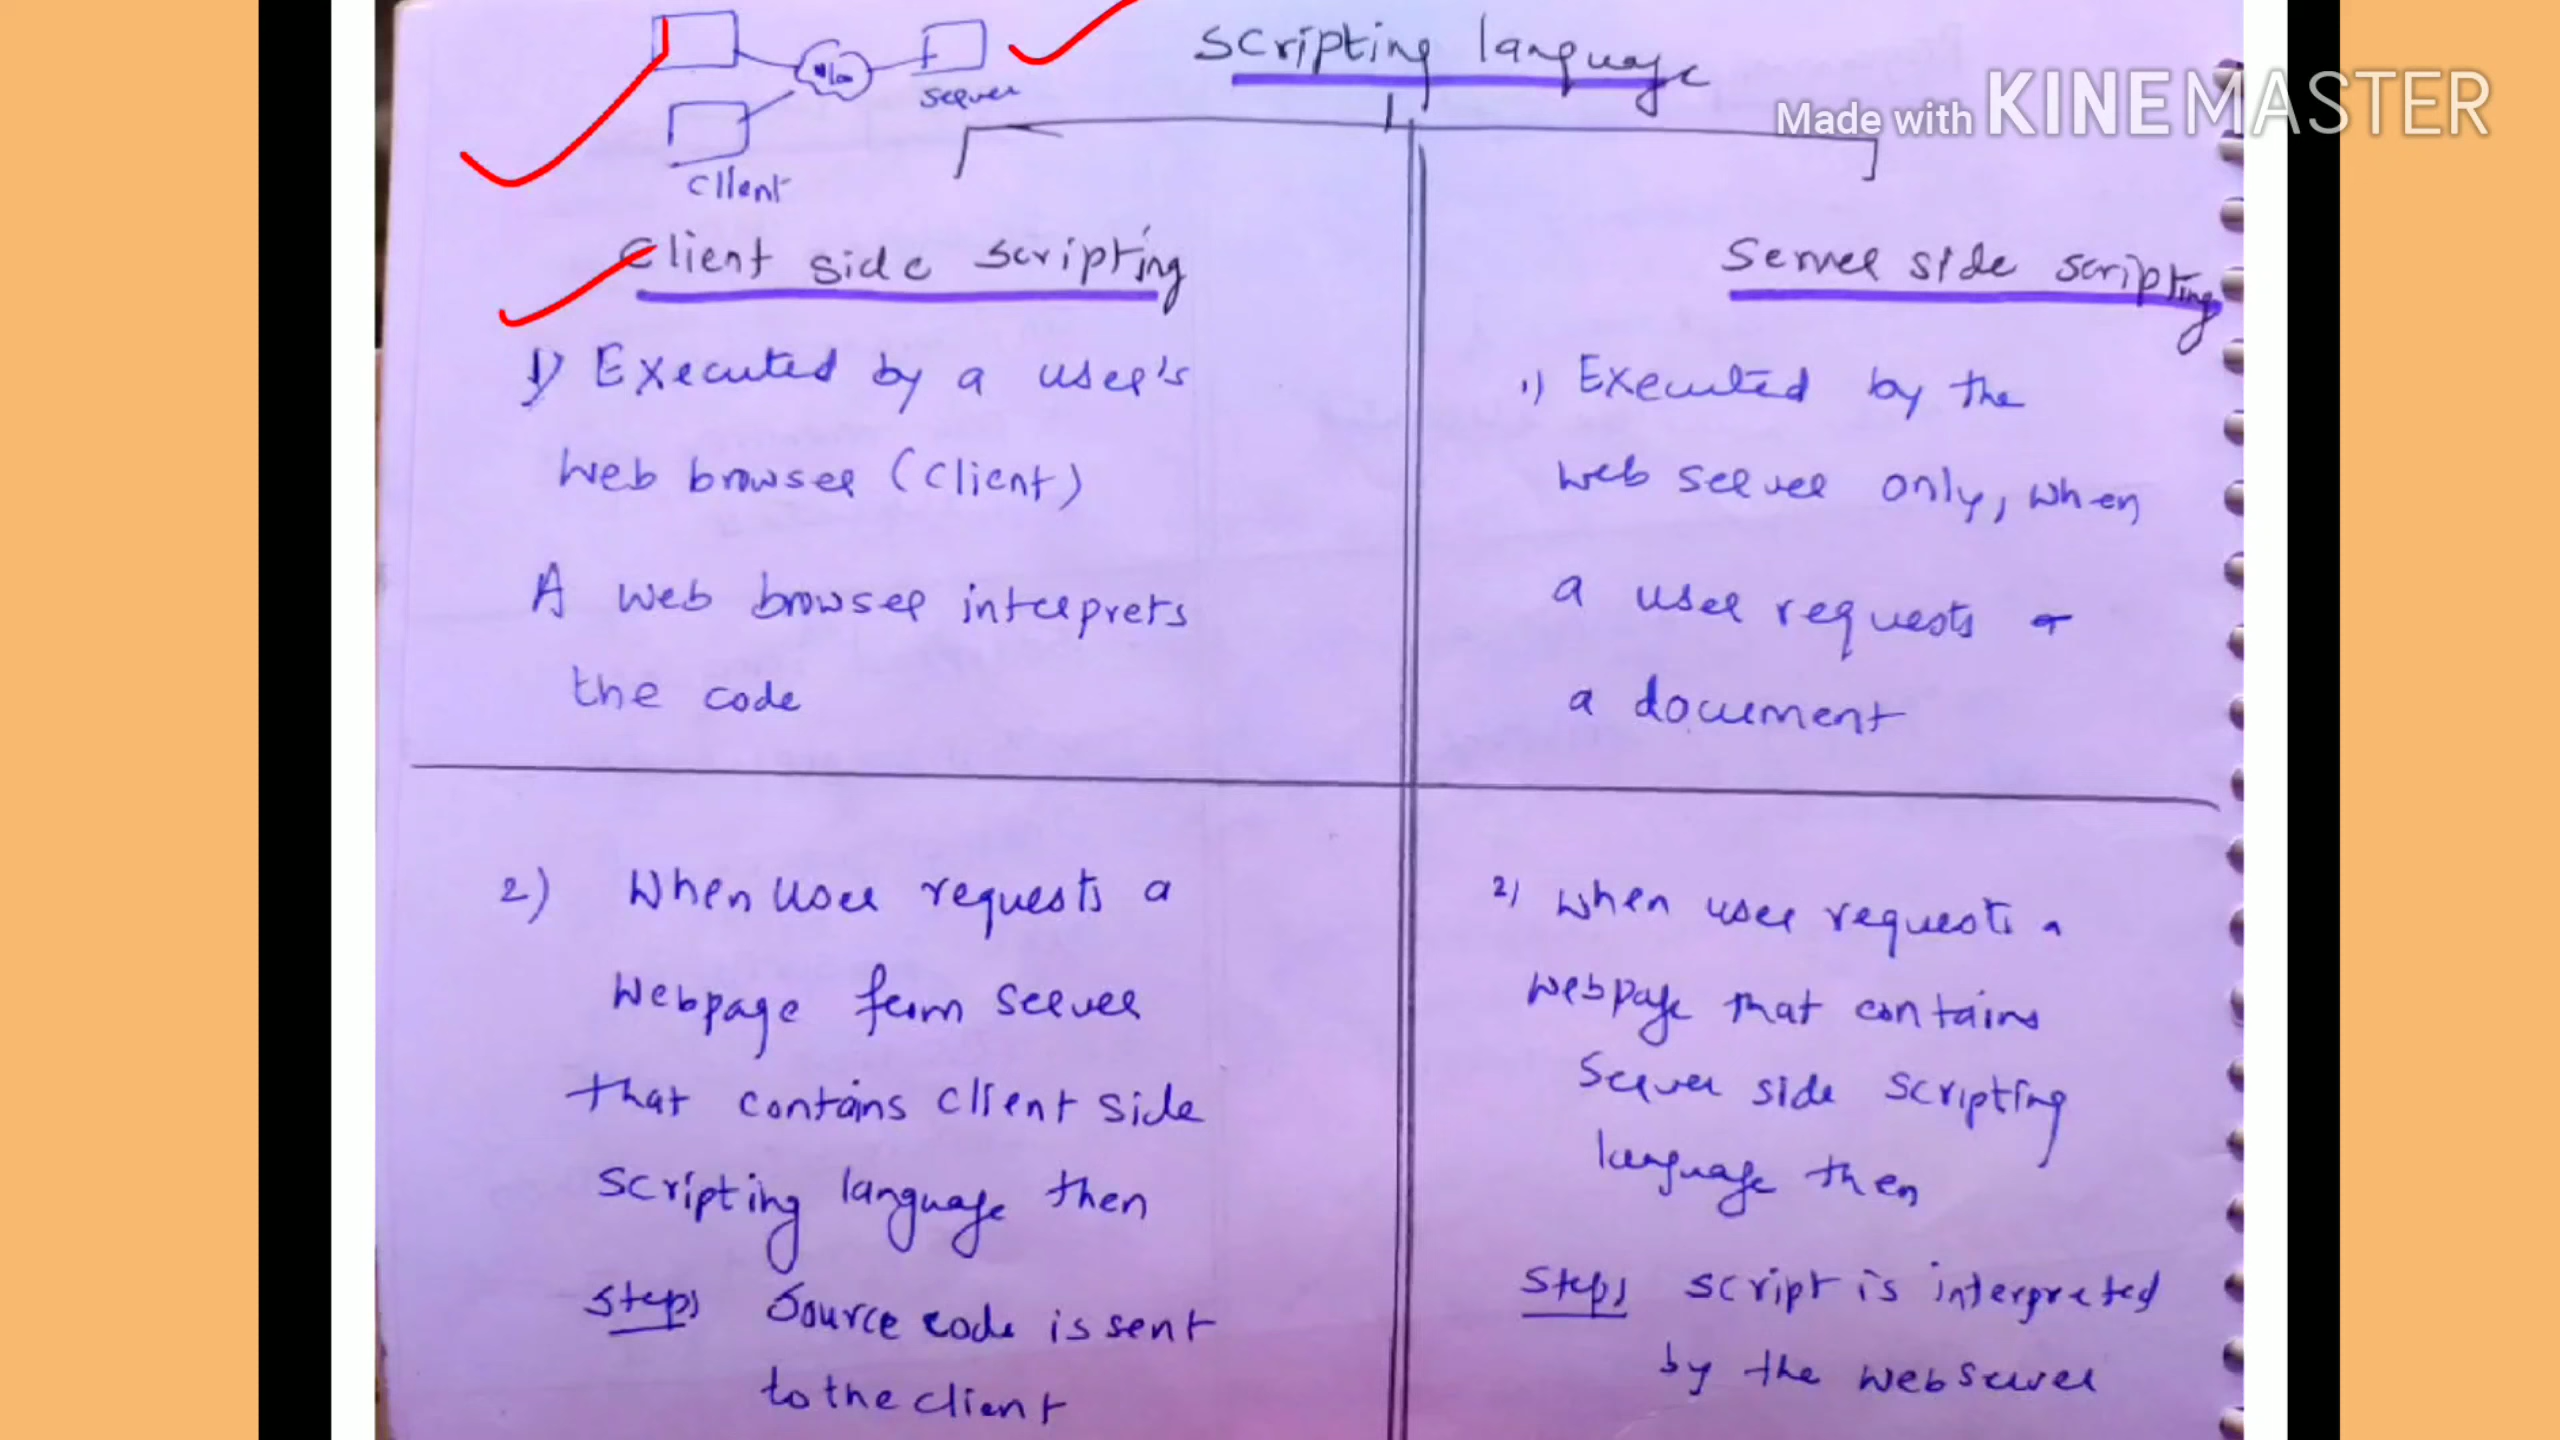 scripting language
Made with KINEMASTER
N/w
server
client
client side scripting
1) Executed by a user's
web browser (client)
A web browser interprets
the code
2) When user requests a
webpage from server
that contains client side
scripting language then
Steps Source code is sent
to the client
Server side scripting
1) Executed by the
web server only, when
a user requests
a document
2) when user requests a
webpage that contains
Server side scripting
language then
Steps script is interpreted
by the web server